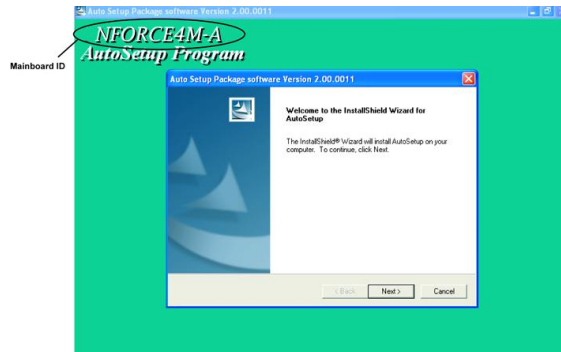 Auto Setup Package software Version 2.00.0011
NFORCE4M-A
AutoSetup Program
Mainboard ID
Auto Setup Package software Version 2.00.0011
Welcome to the InstallShield Wizard for
AutoSetup
The InstallShield® Wizard will install AutoSetup on your
computer. To continue, click Next.
< Back
Next >
Cancel